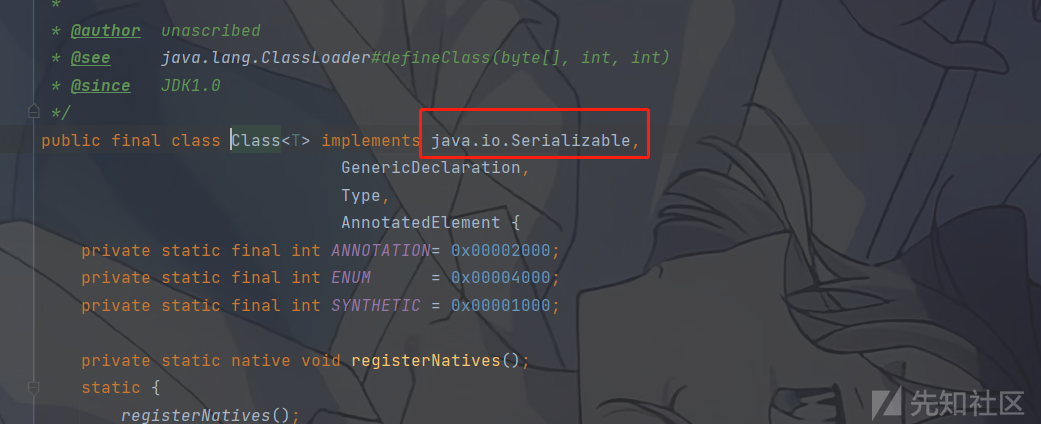 *
* @author unascribed
* @see java.lang.ClassLoader#defineClass(byte[], int, int)
* @since JDK1.0
*/
public final class Class<T> implements java.io.Serializable,
GenericDeclaration,
Type,
AnnotatedElement {
private static final int ANNOTATION= 0x00002000;
private static final int ENUM = 0x00004000;
private static final int SYNTHETIC = 0x00001000;
private static native void registerNatives();
static {
registerNatives();
先知社区